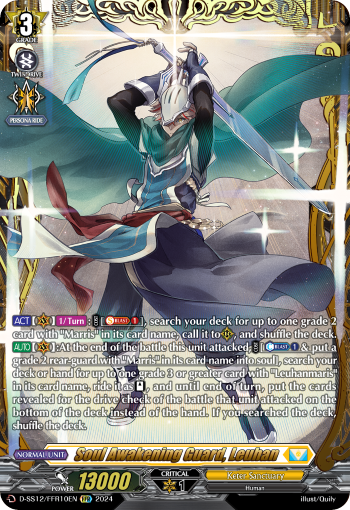 3
GRADE
TWIN DRIVE
PERSONA RIDE
ACT 1/Turn : COST [ BLAST 1 ], search your deck for up to one grade 2
card with "Marris" in its card name, call it to , and shuffle the deck.
AUTO : At the end of the battle this unit attacked, COST [ BLAST 1 & put a
grade 2 rear-guard with "Marris" in its card name into soul], search your
deck or hand for up to one grade 3 or greater card with "Leuhanmaris"
in its card name, ride it as , and until end of turn, put the cards
revealed for the drive check of the battle that unit attacked on the
bottom of the deck instead of the hand. If you searched the deck,
shuffle the deck.
NORMAL UNIT
Soul Awakening Guard, Leuhan
POWER 13000 CRITICAL 1 Keter Sanctuary
Human
D-SS12/FFR10EN FFR 2024 illust/Quily